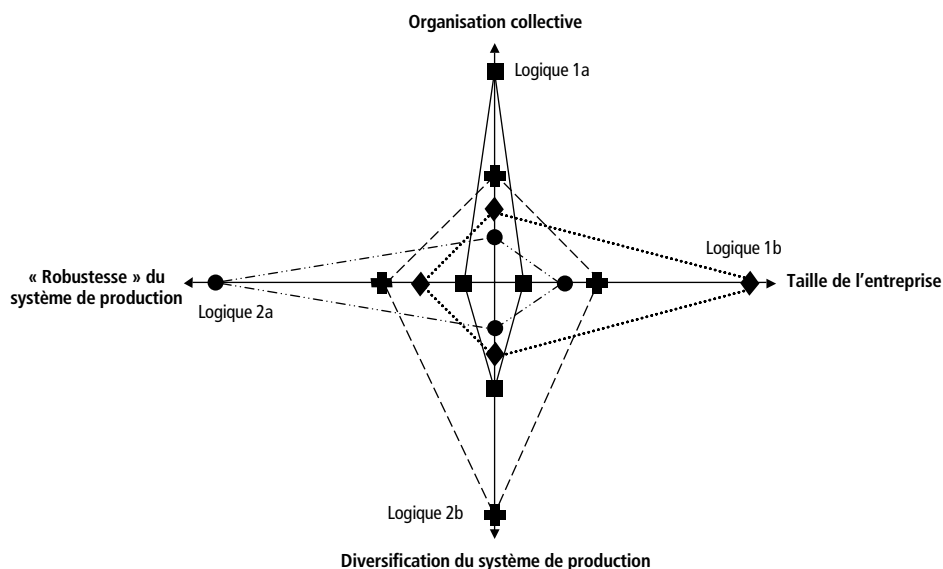 Organisation collective
Logique 1a
Logique 1b
« Robustesse » du
système de production
Taille de l’entreprise
Logique 2a
Logique 2b
Diversification du système de production